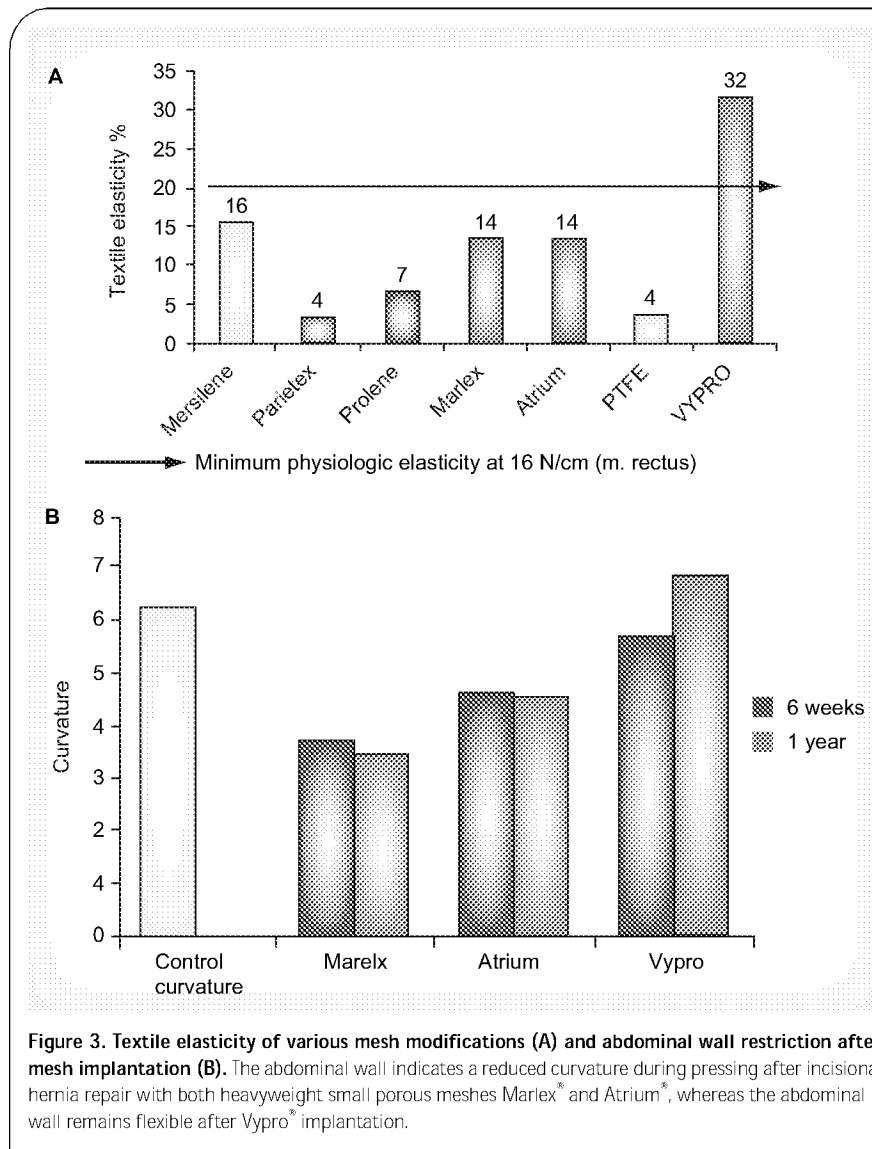 A
Textile elasticity %
35
30
25
20
15
10
5
0
16
4
7
14
14
4
32
Mersilene
Parietex
Prolene
Marlex
Atrium
PTFE
VYPRO
Minimum physiologic elasticity at 16 N/cm (m. rectus)
B
Curvature
8
7
6
5
4
3
2
4
0
Control
curvature
Marelx
Atrium
Vypro
6 weeks
1 year
Figure 3. Textile elasticity of various mesh modifications (A) and abdominal wall restriction afte
mesh implantation (B). The abdominal wall indicates a reduced curvature during pressing after incisiona
hernia repair with both heavyweight small porous meshes Marlex® and Atrium®, whereas the abdominal
wall remains flexible after Vypro® implantation.